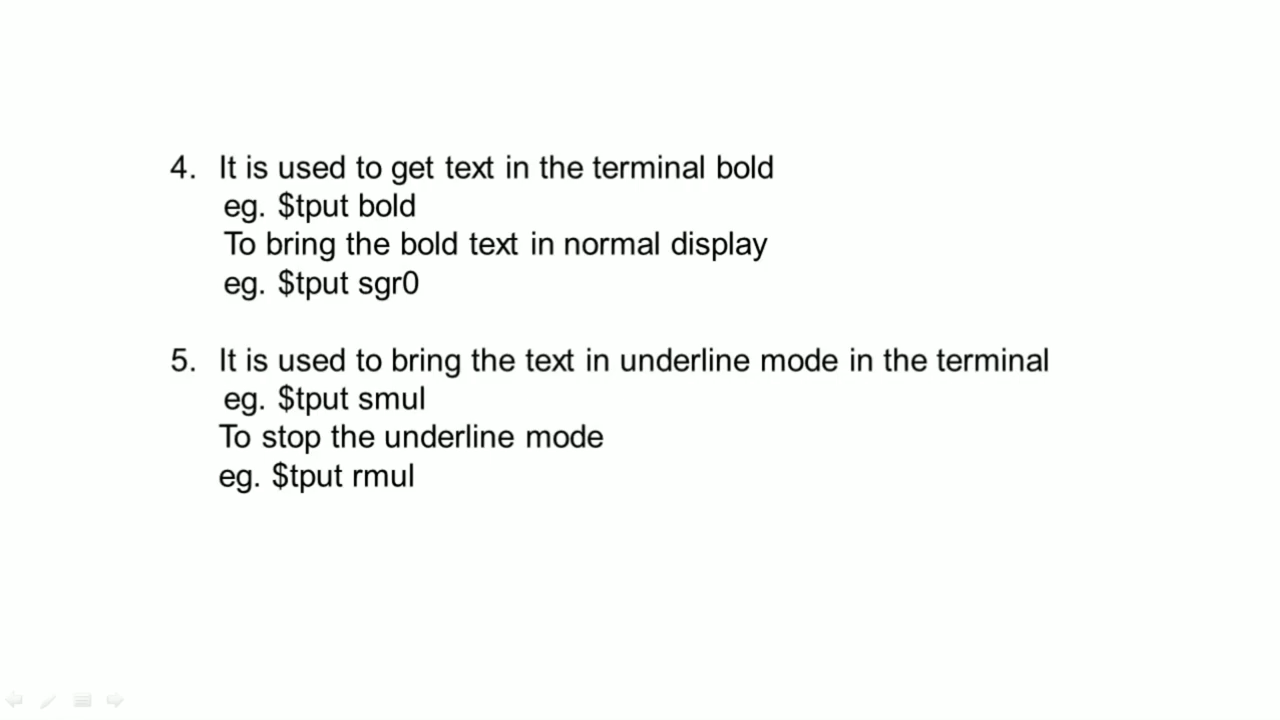 4. It is used to get text in the terminal bold
eg. $tput bold
To bring the bold text in normal display
eg. $tput sgr0
5. It is used to bring the text in underline mode in the terminal
eg. $tput smul
To stop the underline mode
eg. $tput rmul